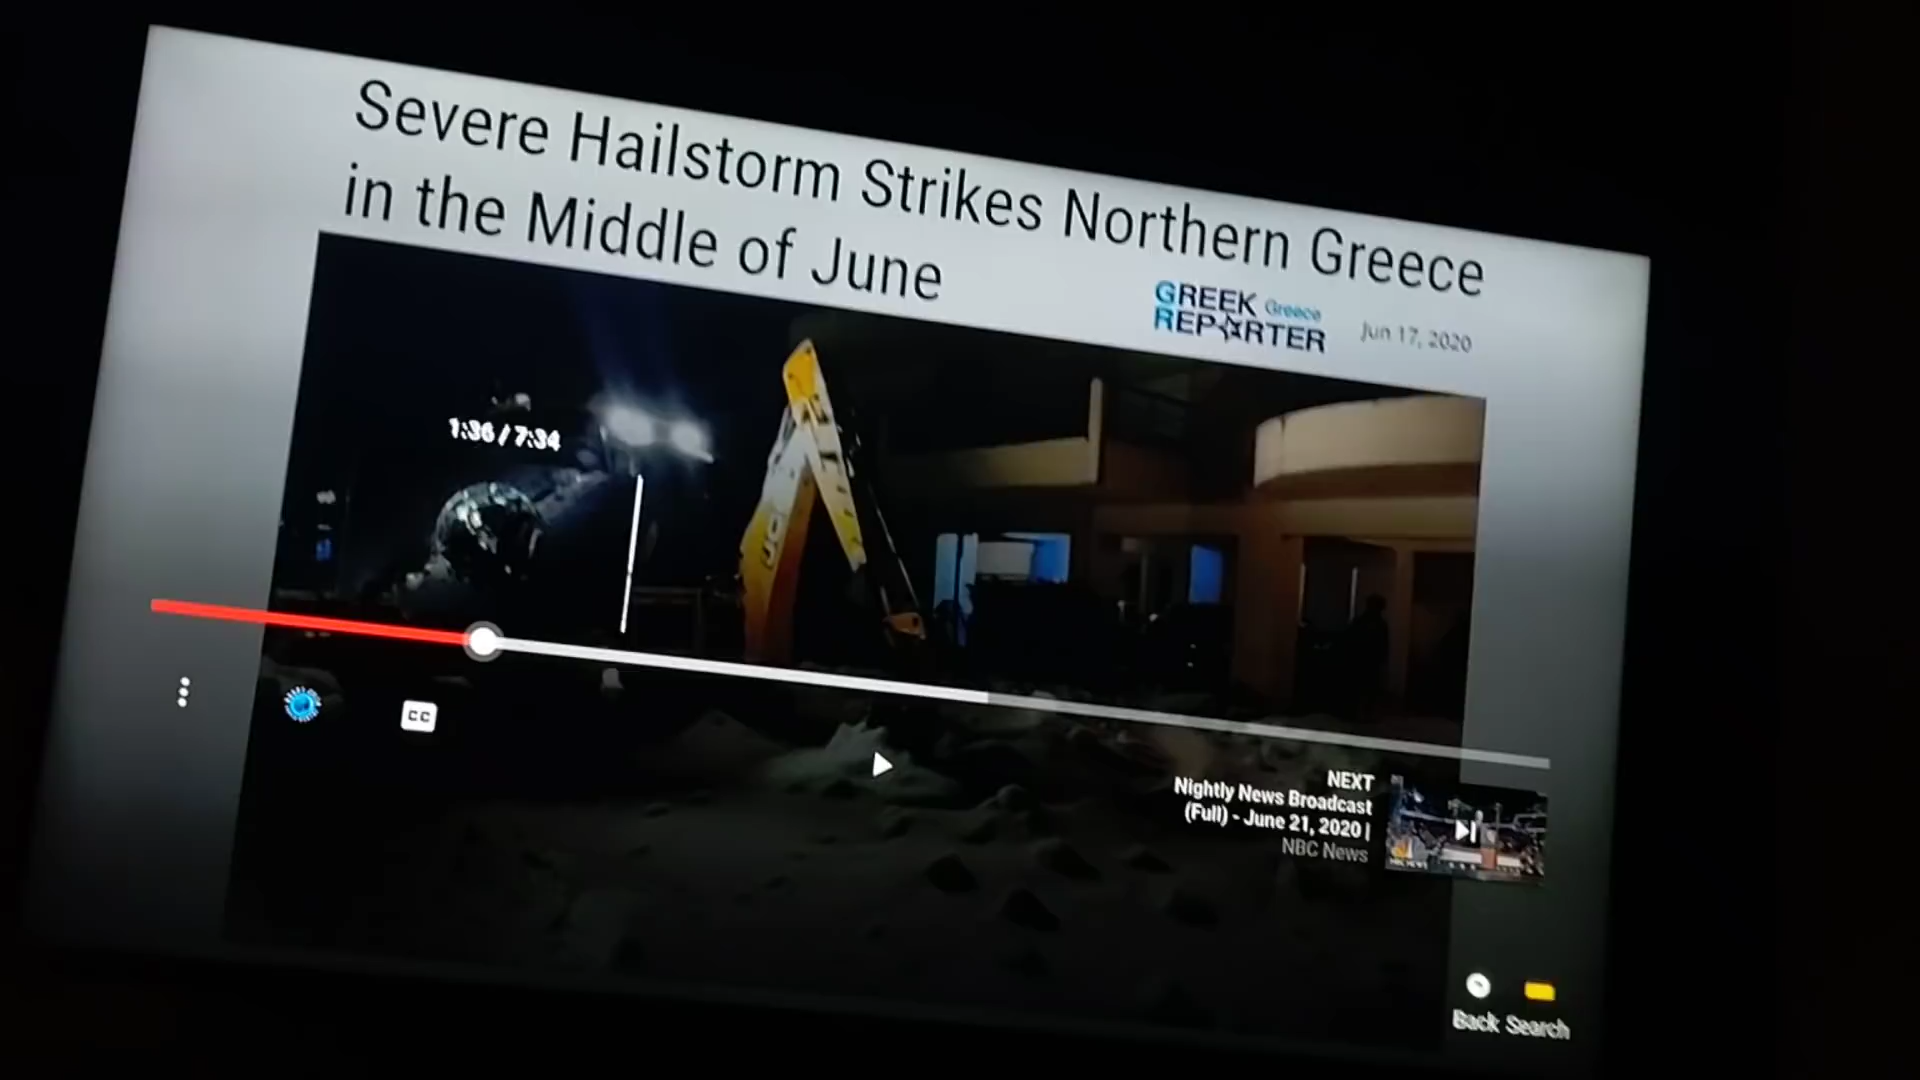 Severe Hailstorm Strikes Northern Greece
in the Middle of June
GREEK Greece
REPORTER
Jun 17, 2020
1:36 / 7:34
JCB
CC
NEXT
Nightly News Broadcast
(Full) - June 21, 2020 |
NBC News
Back Search